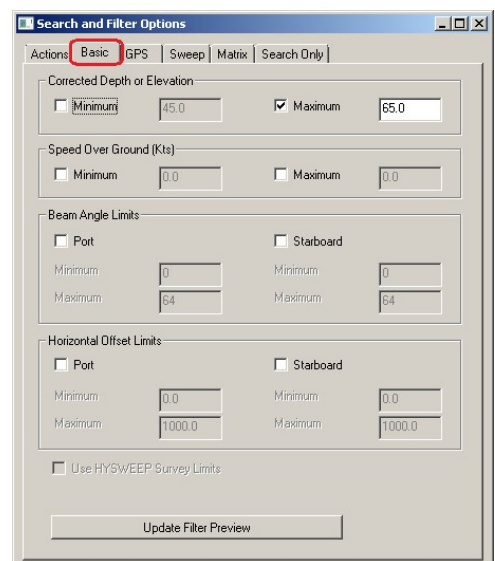 Search and Filter Options
Actions Basic GPS Sweep Matrix Search Only
Corrected Depth or Elevation
Minimum 45.0 Maximum 65.0
Speed Over Ground (Kts)
Minimum 0.0 Maximum 0.0
Beam Angle Limits
Port Starboard
Minimum 0 Minimum 0
Maximum 64 Maximum 64
Horizontal Offset Limits
Port Starboard
Minimum 0.0 Minimum 0.0
Maximum 1000.0 Maximum 1000.0
Use HYSWEEP Survey Limits
Update Filter Preview